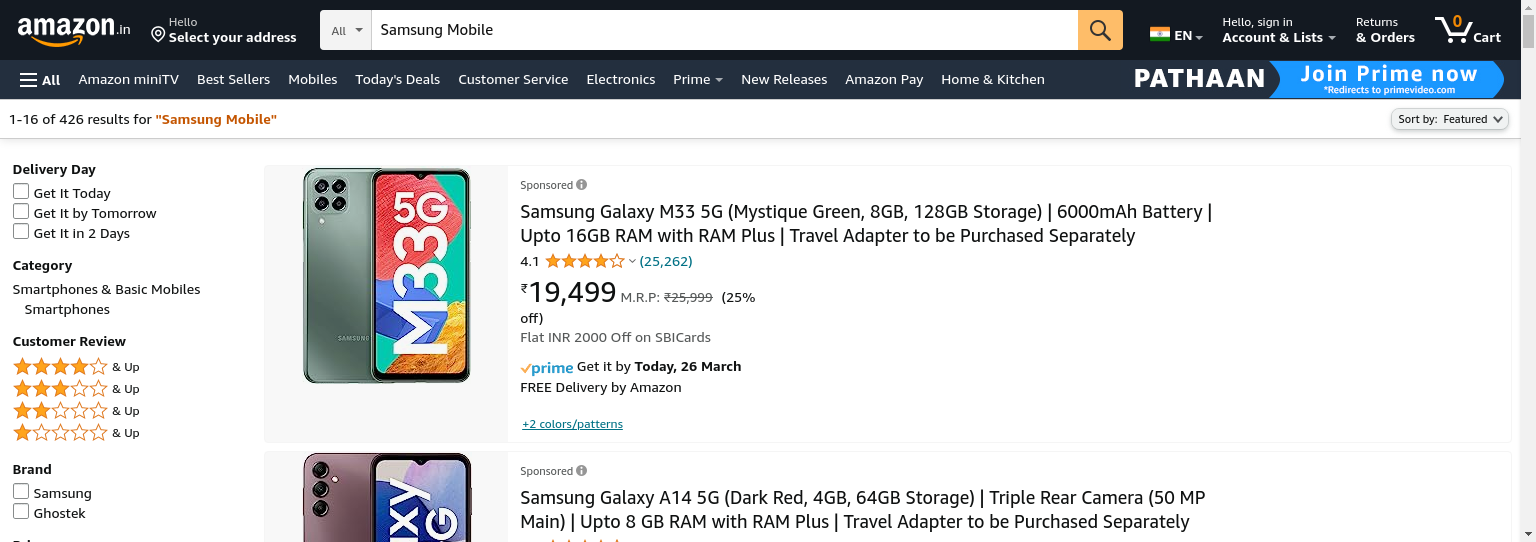 amazon.in
Hello
Select your address
All
Samsung Mobile
EN
Hello, sign in
Account & Lists
Returns
& Orders
0
Cart
All
Amazon miniTV
Best Sellers
Mobiles
Today's Deals
Customer Service
Electronics
Prime
New Releases
Amazon Pay
Home & Kitchen
PATHAAN
Join Prime now
*Redirects to primevideo.com
1-16 of 426 results for "Samsung Mobile"
Sort by: Featured
Delivery Day
Get It Today
Get It by Tomorrow
Get It in 2 Days
Category
Smartphones & Basic Mobiles
Smartphones
Customer Review
& Up
& Up
& Up
& Up
Brand
Samsung
Ghostek
5G
M33
SAMSUNG
Sponsored
Samsung Galaxy M33 5G (Mystique Green, 8GB, 128GB Storage) | 6000mAh Battery |
Upto 16GB RAM with RAM Plus | Travel Adapter to be Purchased Separately
4.1 (25,262)
₹19,499 M.R.P: ₹25,999 (25%
off)
Flat INR 2000 Off on SBICards
prime Get it by Today, 26 March
FREE Delivery by Amazon
+2 colors/patterns
Sponsored
Samsung Galaxy A14 5G (Dark Red, 4GB, 64GB Storage) | Triple Rear Camera (50 MP
Main) | Upto 8 GB RAM with RAM Plus | Travel Adapter to be Purchased Separately